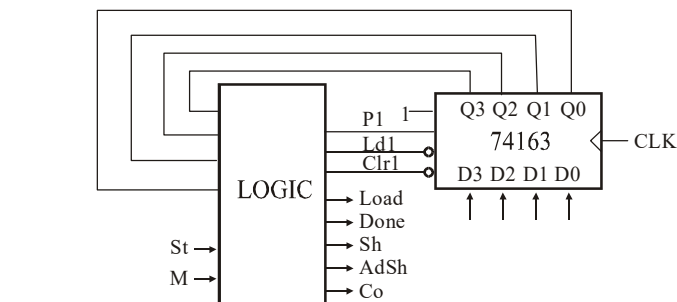 Q3 Q2 Q1 Q0
1
P1
74163
CLK
Ld1
Clr1
D3 D2 D1 D0
LOGIC
Load
Done
St
Sh
M
AdSh
Co